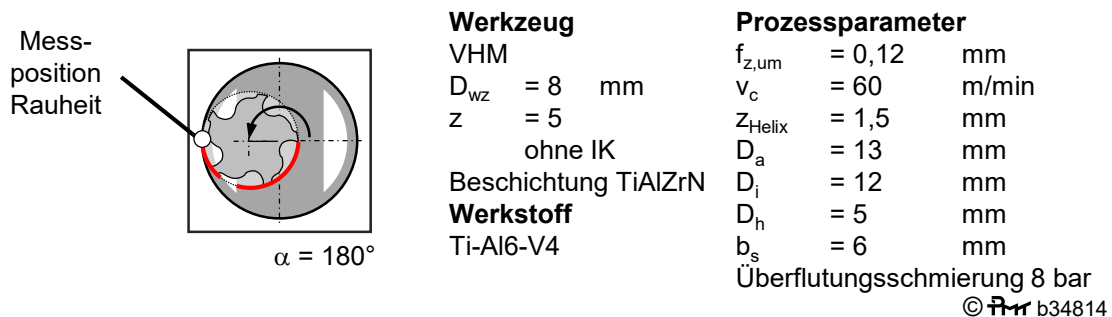 Mess-
position
Rauheit
α = 180°
Werkzeug
VHM
D_wz = 8 mm
z = 5
ohne IK
Beschichtung TiAlZrN
Werkstoff
Ti-Al6-V4
Prozessparameter
f_z,um = 0,12 mm
v_c = 60 m/min
z_Helix = 1,5 mm
D_a = 13 mm
D_i = 12 mm
D_h = 5 mm
b_s = 6 mm
Überflutungsschmierung 8 bar
© b34814